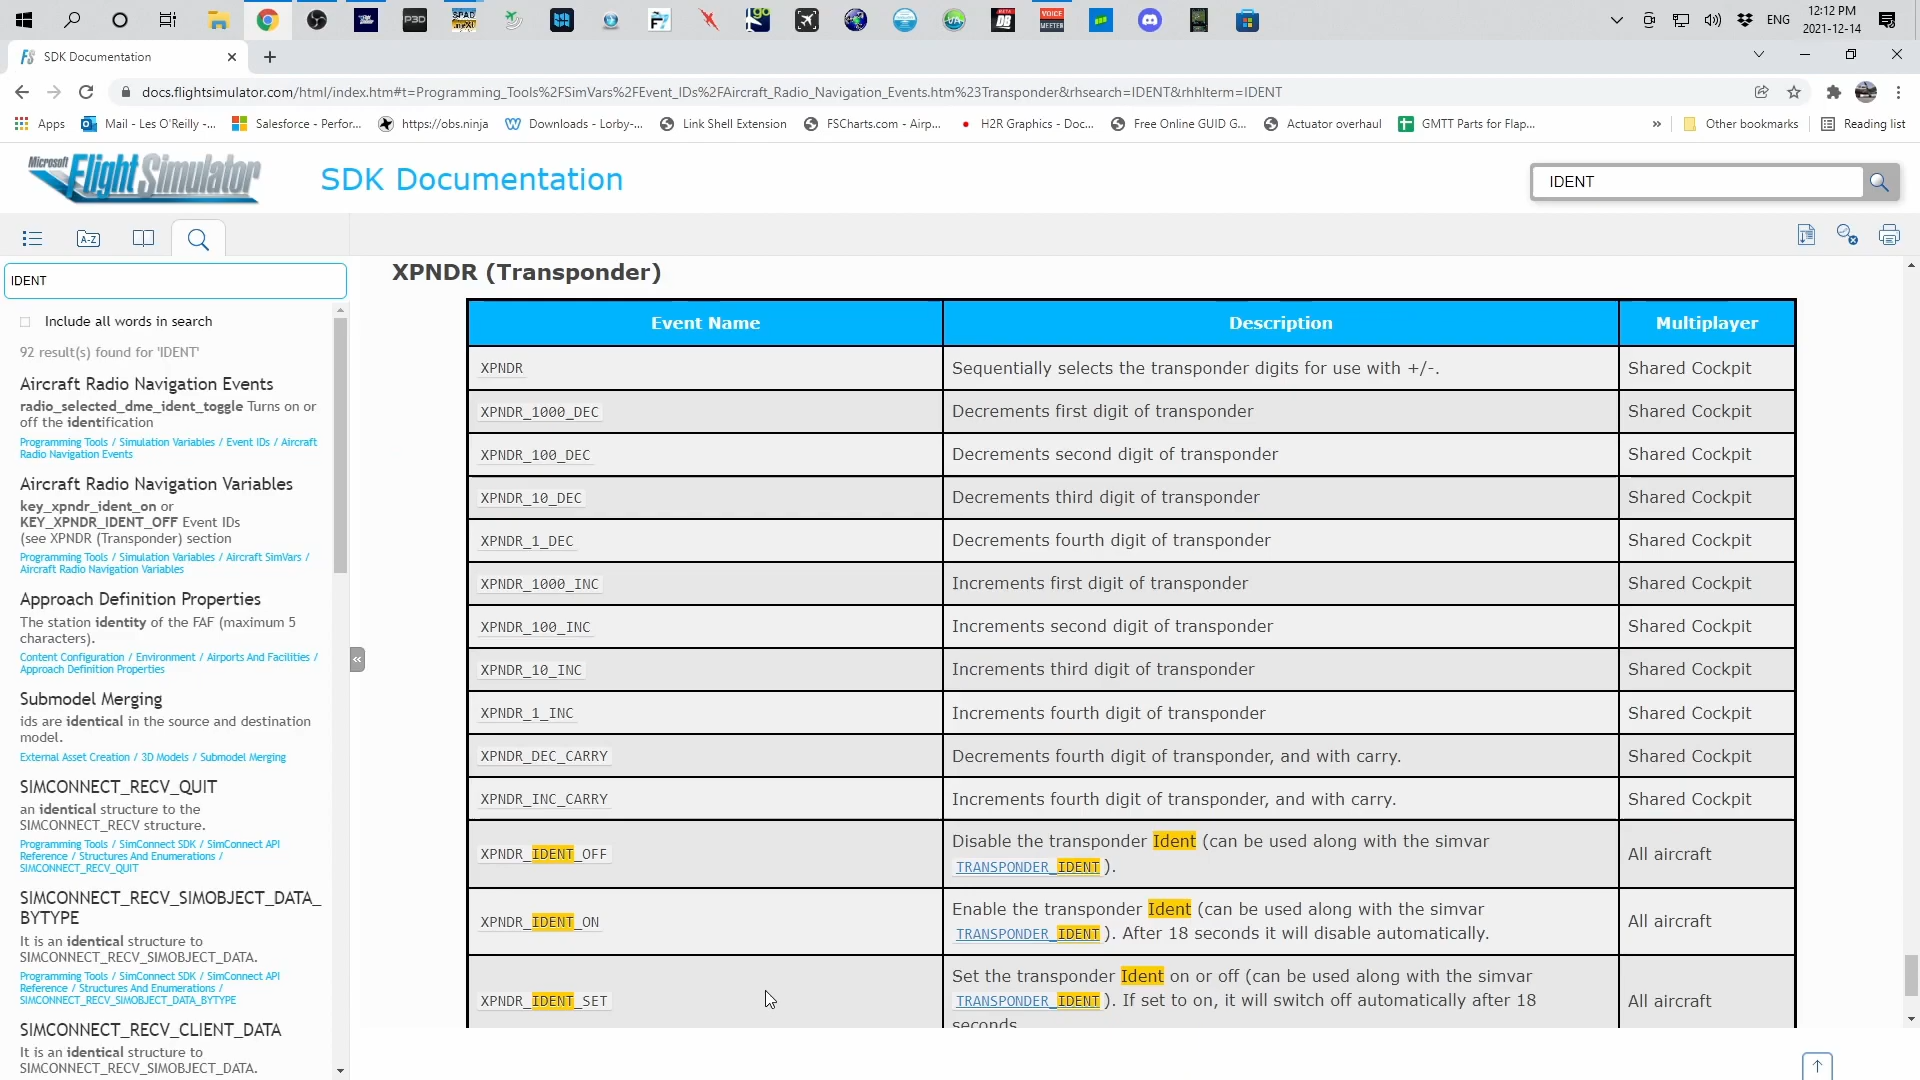 P3D
SPAD
neXt
go
UA
BETA
DB
VOICE
MEETER
ENG
12:12 PM
2021-12-14
SDK Documentation
docs.flightsimulator.com/html/index.htm#t=Programming_Tools%2FSimVars%2FEvent_IDs%2FAircraft_Radio_Navigation_Events.htm%23Transponder&rhsearch=IDENT&rhhlterm=IDENT
Apps
Mail - Les O'Reilly -...
Salesforce - Perfor...
https://obs.ninja
Downloads - Lorby-...
Link Shell Extension
FSCharts.com - Airp...
H2R Graphics - Doc...
Free Online GUID G...
Actuator overhaul
GMTT Parts for Flap...
»
Other bookmarks
Reading list
Microsoft
Flight Simulator
SDK Documentation
IDENT
A-Z
IDENT
Include all words in search
92 result(s) found for 'IDENT'
Aircraft Radio Navigation Events
radio_selected_dme_ident_toggle Turns on or
off the identification
Programming Tools / Simulation Variables / Event IDs / Aircraft
Radio Navigation Events
Aircraft Radio Navigation Variables
key_xpndr_ident_on or
KEY_XPNDR_IDENT_OFF Event IDs
(see XPNDR (Transponder) section
Programming Tools / Simulation Variables / Aircraft SimVars /
Aircraft Radio Navigation Variables
Approach Definition Properties
The station identity of the FAF (maximum 5
characters).
Content Configuration / Environment / Airports And Facilities /
Approach Definition Properties
Submodel Merging
ids are identical in the source and destination
model.
External Asset Creation / 3D Models / Submodel Merging
SIMCONNECT_RECV_QUIT
an identical structure to the
SIMCONNECT_RECV structure.
Programming Tools / SimConnect SDK / SimConnect API
Reference / Structures And Enumerations /
SIMCONNECT_RECV_QUIT
SIMCONNECT_RECV_SIMOBJECT_DATA_
BYTYPE
It is an identical structure to
SIMCONNECT_RECV_SIMOBJECT_DATA.
Programming Tools / SimConnect SDK / SimConnect API
Reference / Structures And Enumerations /
SIMCONNECT_RECV_SIMOBJECT_DATA_BYTYPE
SIMCONNECT_RECV_CLIENT_DATA
It is an identical structure to
SIMCONNECT_RECV_SIMOBJECT_DATA.
«
XPNDR (Transponder)
Event Name Description Multiplayer
XPNDR Sequentially selects the transponder digits for use with +/-. Shared Cockpit
XPNDR_1000_DEC Decrements first digit of transponder Shared Cockpit
XPNDR_100_DEC Decrements second digit of transponder Shared Cockpit
XPNDR_10_DEC Decrements third digit of transponder Shared Cockpit
XPNDR_1_DEC Decrements fourth digit of transponder Shared Cockpit
XPNDR_1000_INC Increments first digit of transponder Shared Cockpit
XPNDR_100_INC Increments second digit of transponder Shared Cockpit
XPNDR_10_INC Increments third digit of transponder Shared Cockpit
XPNDR_1_INC Increments fourth digit of transponder Shared Cockpit
XPNDR_DEC_CARRY Decrements fourth digit of transponder, and with carry. Shared Cockpit
XPNDR_INC_CARRY Increments fourth digit of transponder, and with carry. Shared Cockpit
XPNDR_IDENT_OFF Disable the transponder Ident (can be used along with the simvar
TRANSPONDER_IDENT ). All aircraft
XPNDR_IDENT_ON Enable the transponder Ident (can be used along with the simvar
TRANSPONDER_IDENT ). After 18 seconds it will disable automatically. All aircraft
XPNDR_IDENT_SET Set the transponder Ident on or off (can be used along with the simvar
TRANSPONDER_IDENT ). If set to on, it will switch off automatically after 18 All aircraft
seconds